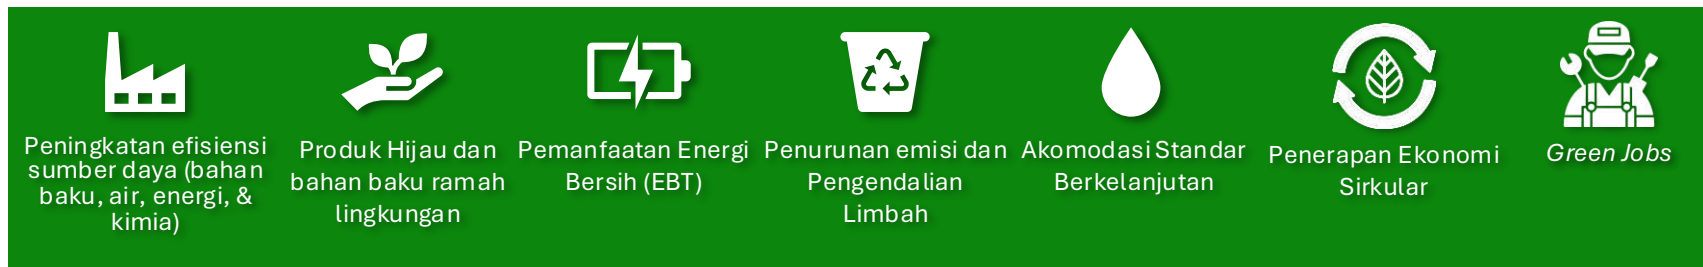 Peningkatan efisiensi
sumber daya (bahan
baku, air, energi, &
kimia)
Produk Hijau dan
bahan baku ramah
lingkungan
Pemanfaatan Energi
Bersih (EBT)
Penurunan emisi dan
Pengendalian
Limbah
Akomodasi Standar
Berkelanjutan
Penerapan Ekonomi
Sirkular
Green Jobs